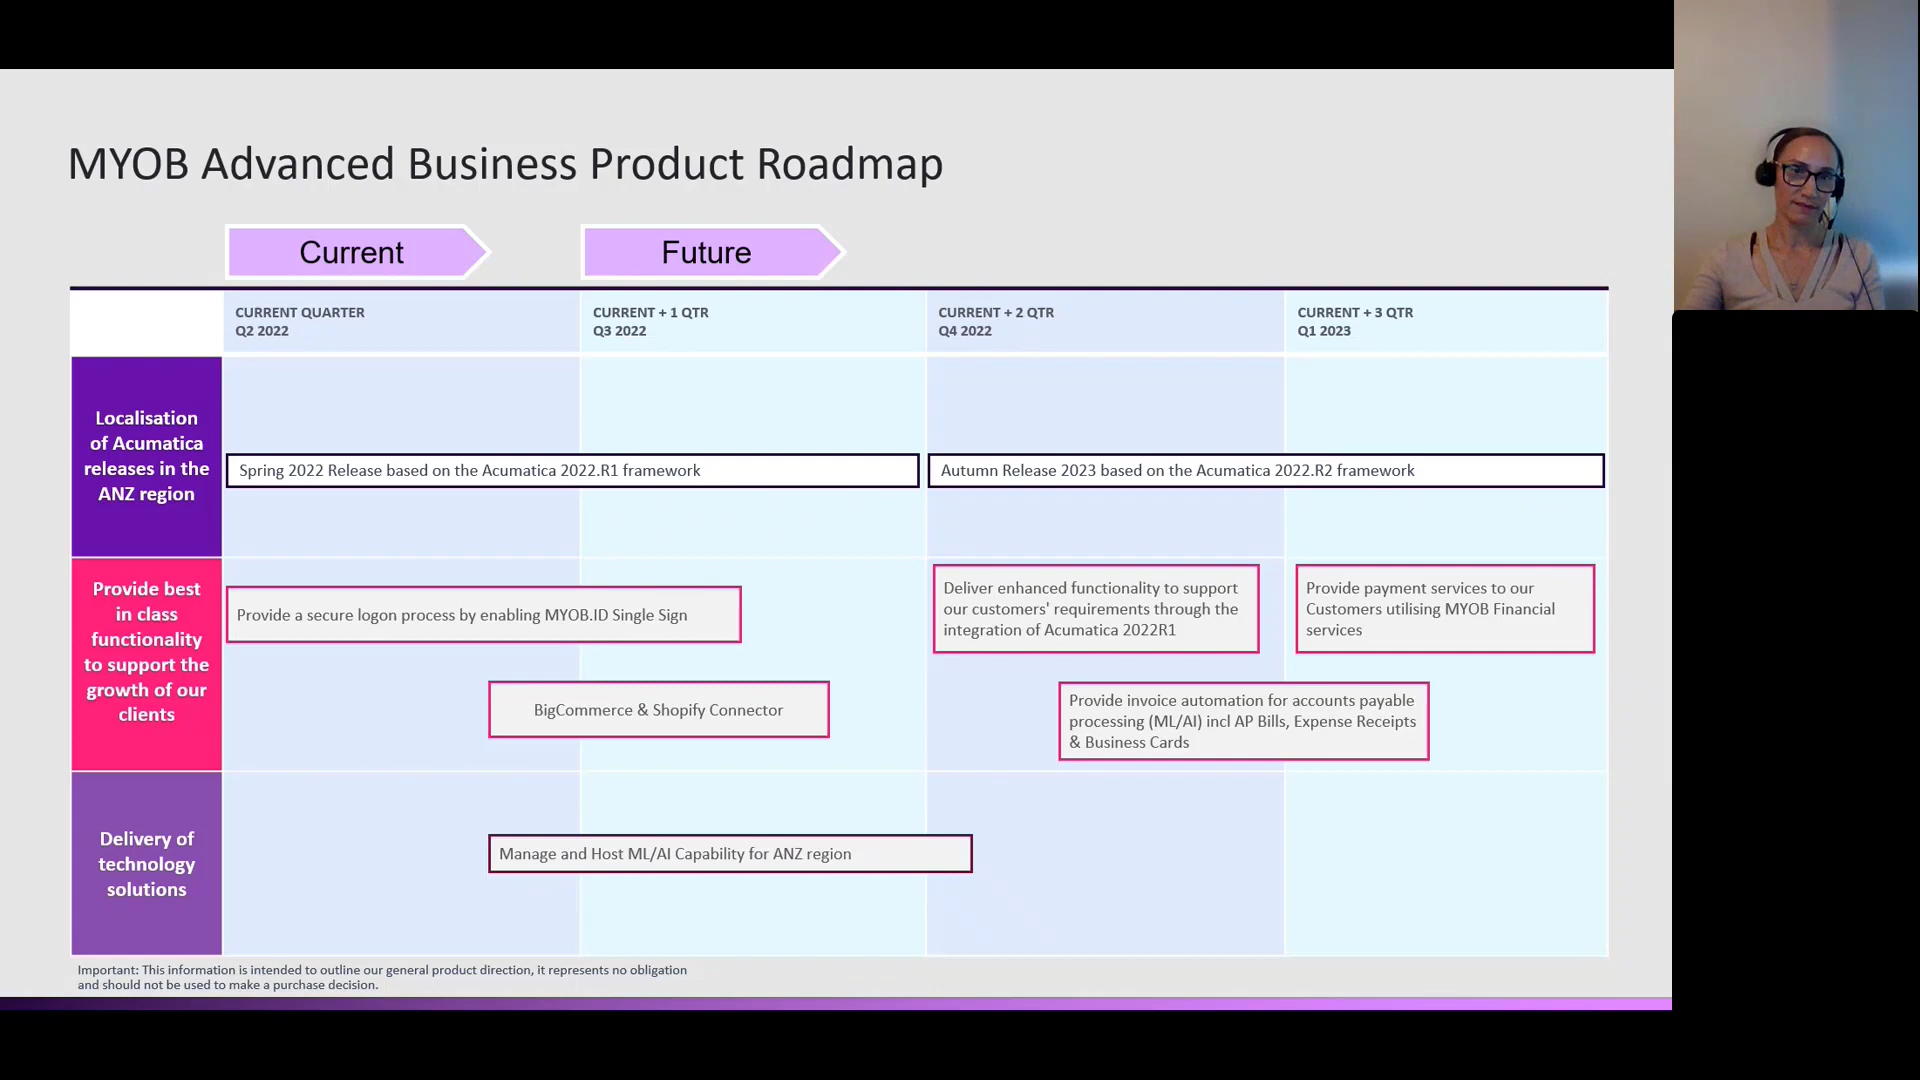 MYOB Advanced Business Product Roadmap
Current
Future
CURRENT QUARTER
Q2 2022
CURRENT + 1 QTR
Q3 2022
CURRENT + 2 QTR
Q4 2022
CURRENT + 3 QTR
Q1 2023
Localisation
of Acumatica
releases in the
ANZ region
Spring 2022 Release based on the Acumatica 2022.R1 framework
Autumn Release 2023 based on the Acumatica 2022.R2 framework
Provide best
in class
functionality
to support the
growth of our
clients
Provide a secure logon process by enabling MYOB.ID Single Sign
Deliver enhanced functionality to support
our customers' requirements through the
integration of Acumatica 2022R1
Provide payment services to our
Customers utilising MYOB Financial
services
BigCommerce & Shopify Connector
Provide invoice automation for accounts payable
processing (ML/AI) incl AP Bills, Expense Receipts
& Business Cards
Delivery of
technology
solutions
Manage and Host ML/AI Capability for ANZ region
Important: This information is intended to outline our general product direction, it represents no obligation
and should not be used to make a purchase decision.